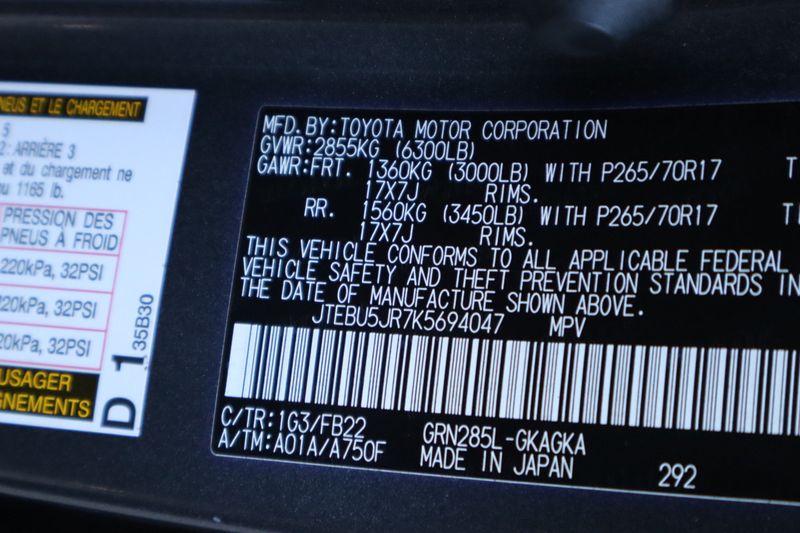 NEUS ET LE CHARGEMENT
5
2: ARRIÈRE 3
et du chargement ne
u 1165 lb.
PRESSION DES
PNEUS À FROID
220kPa, 32PSI
220kPa, 32PSI
20kPa, 32PSI
USAGER
GNEMENTS
D 1
35B30
MFD. BY: TOYOTA MOTOR CORPORATION
GVWR: 2855KG (6300LB)
GAWR: FRT. 1360KG (3000LB) WITH P265/70R17 TI
17X7J RIMS.
RR. 1560KG (3450LB) WITH P265/70R17 TI
17X7J RIMS.
THIS VEHICLE CONFORMS TO ALL APPLICABLE FEDERAL
VEHICLE SAFETY AND THEFT PREVENTION STANDARDS IN
THE DATE OF MANUFACTURE SHOWN ABOVE.
JTEBU5JR7K5694047 MPV
C/TR: 1G3/FB22 GRN285L-GKAGKA
A/TM: A01A/A750F MADE IN JAPAN 292